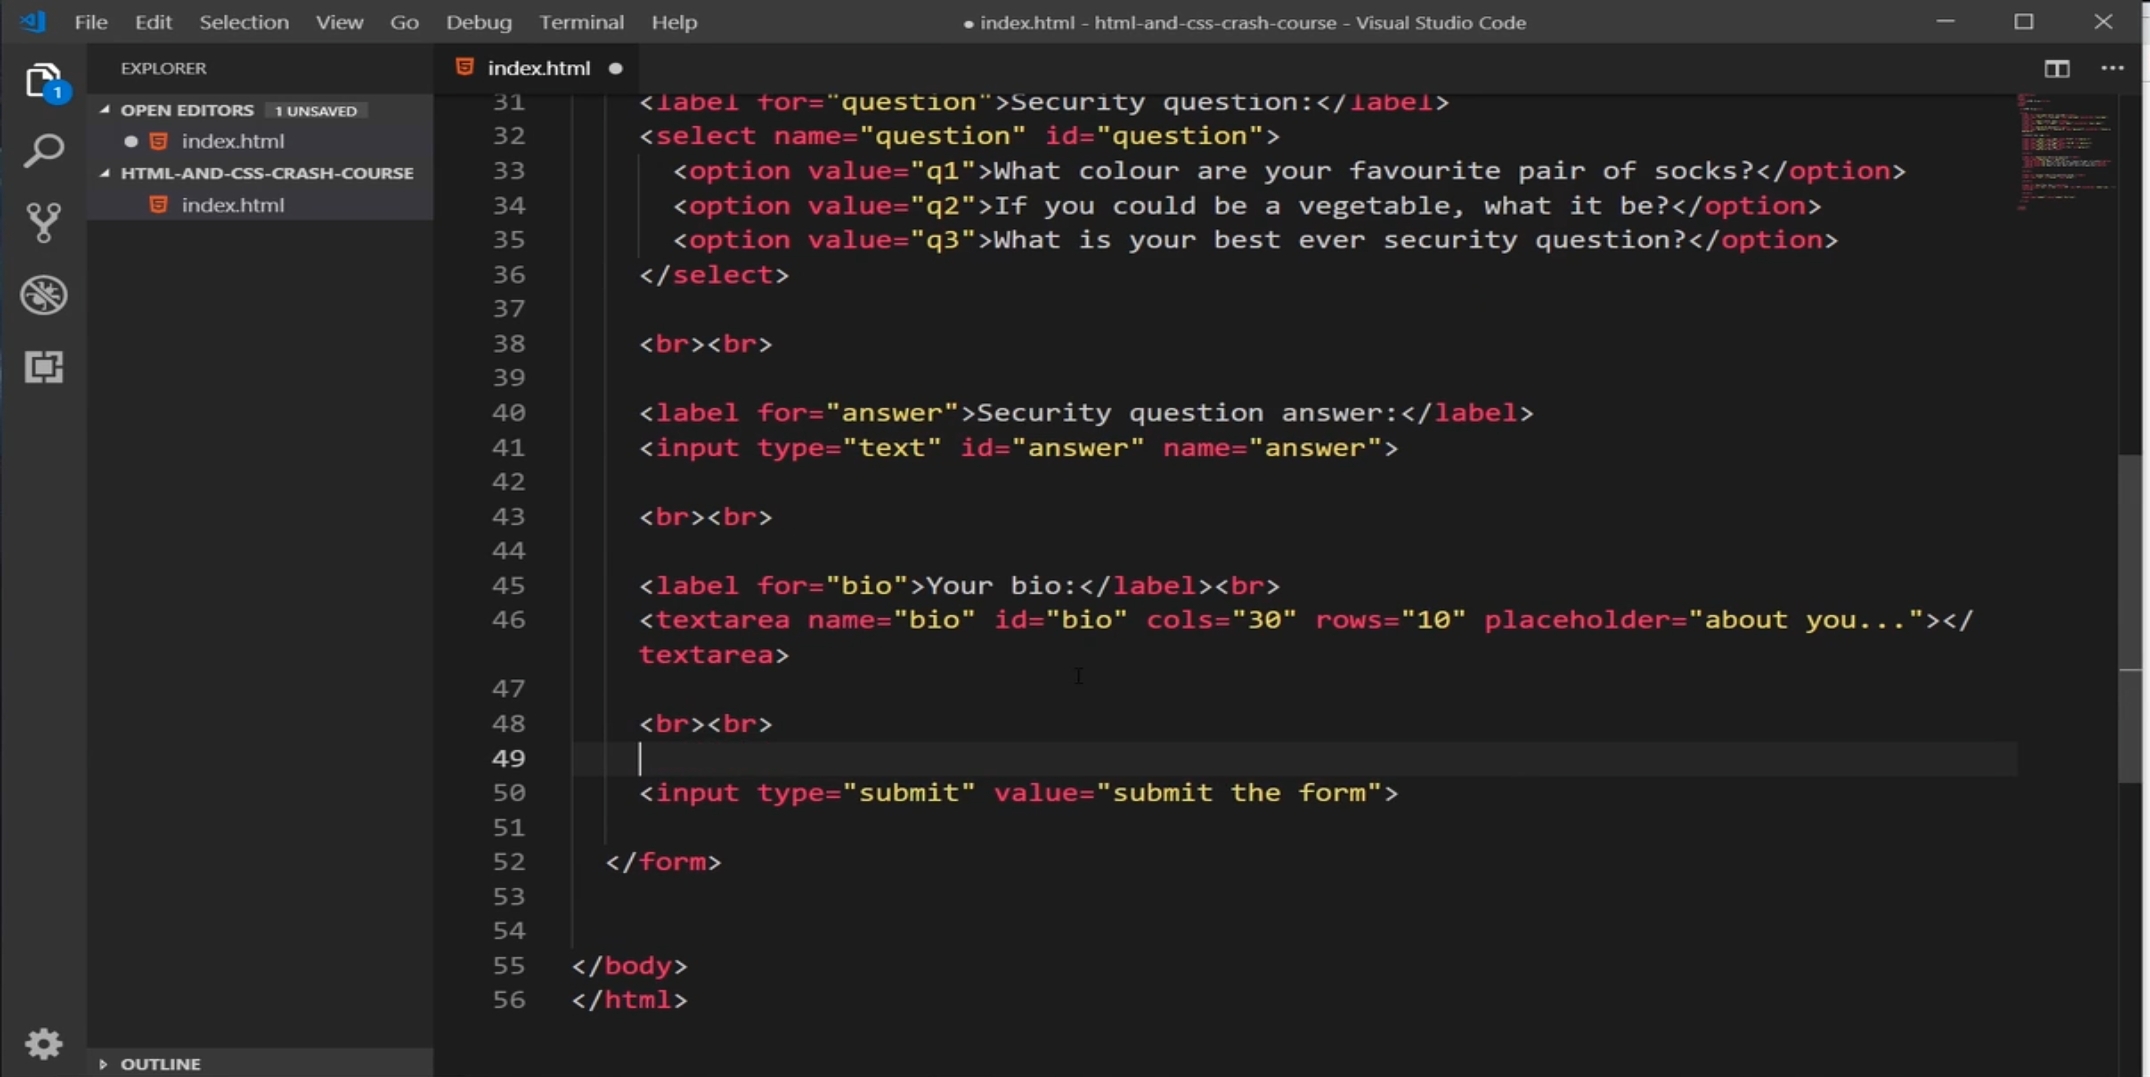 File Edit Selection View Go Debug Terminal Help
● index.html - html-and-css-crash-course - Visual Studio Code
EXPLORER
OPEN EDITORS 1 UNSAVED
index.html
HTML-AND-CSS-CRASH-COURSE
index.html
OUTLINE
1
index.html
31 <label for="question">Security question:</label>
32 <select name="question" id="question">
33 <option value="q1">What colour are your favourite pair of socks?</option>
34 <option value="q2">If you could be a vegetable, what it be?</option>
35 <option value="q3">What is your best ever security question?</option>
36 </select>
37
38 <br><br>
39
40 <label for="answer">Security question answer:</label>
41 <input type="text" id="answer" name="answer">
42
43 <br><br>
44
45 <label for="bio">Your bio:</label><br>
46 <textarea name="bio" id="bio" cols="30" rows="10" placeholder="about you..."></
textarea>
47
48 <br><br>
49
50 <input type="submit" value="submit the form">
51
52 </form>
53
54
55 </body>
56 </html>